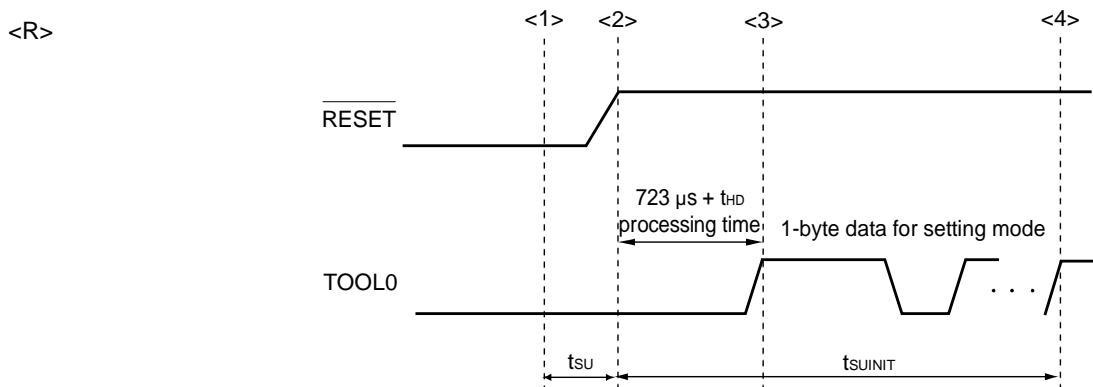 <R>
<1> <2> <3> <4>
RESET
723 µs + tHD
processing time
1-byte data for setting mode
TOOL0
. . .
tSU
tSUINIT